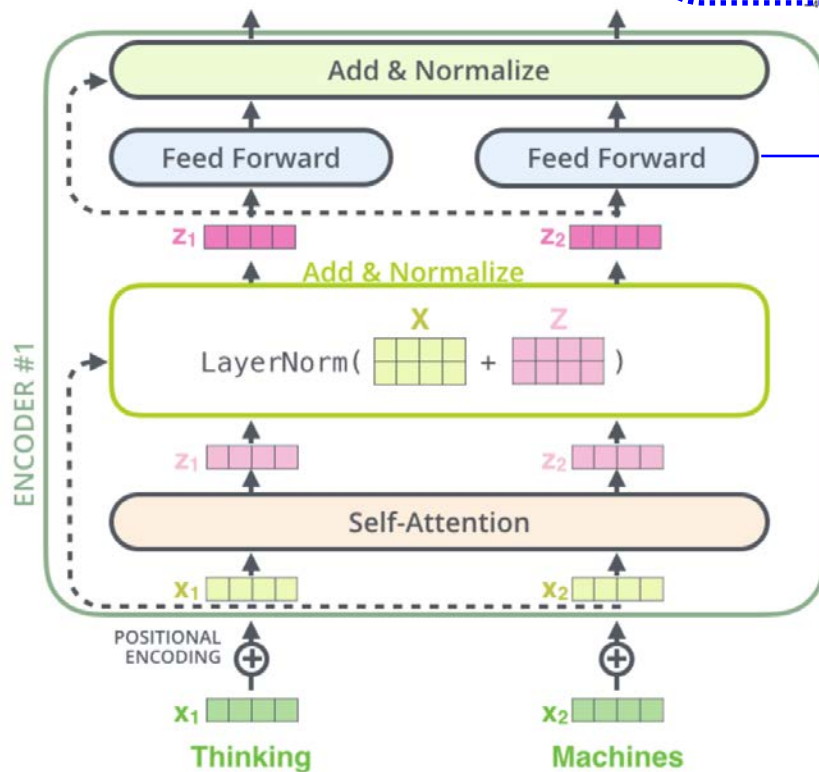 Add & Normalize
Feed Forward
Feed Forward
z1
z2
Add & Normalize
X
Z
LayerNorm(
+
)
z1
z2
Self-Attention
x1
x2
ENCODER #1
POSITIONAL
ENCODING
x1
x2
Thinking
Machines